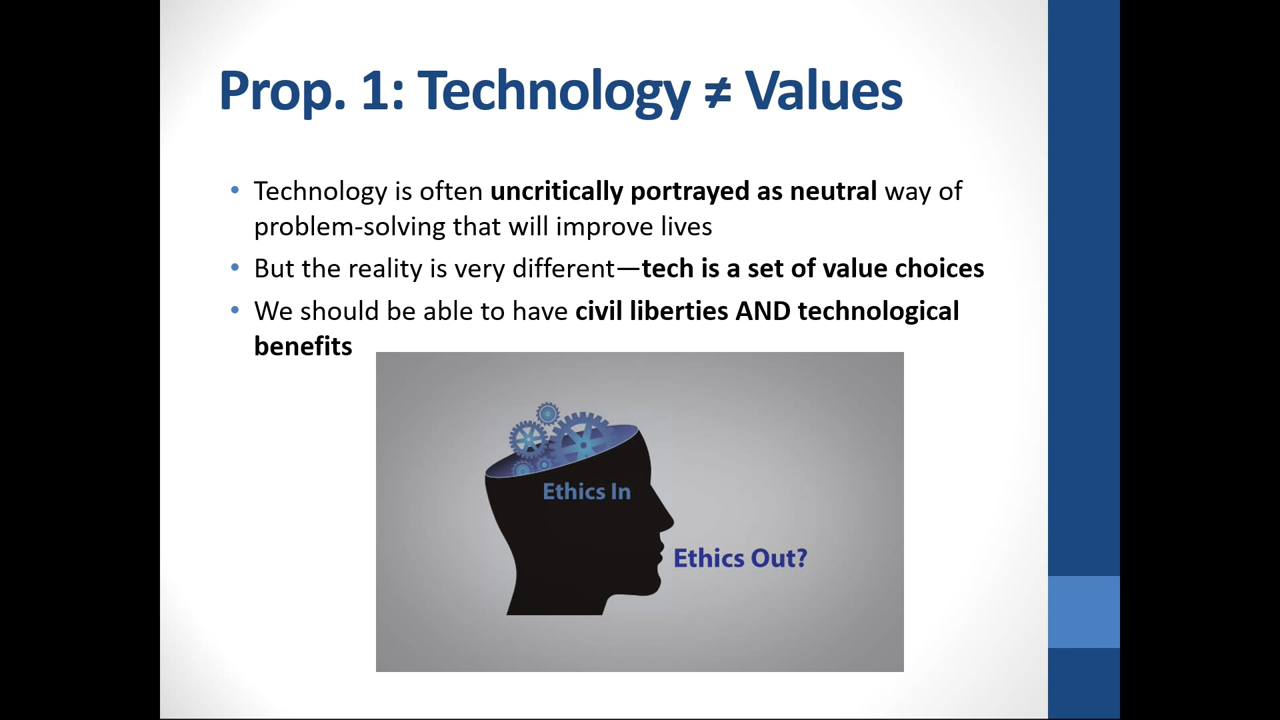 Prop. 1: Technology ≠ Values
• Technology is often uncritically portrayed as neutral way of
problem-solving that will improve lives
• But the reality is very different—tech is a set of value choices
• We should be able to have civil liberties AND technological
benefits
Ethics In
Ethics Out?